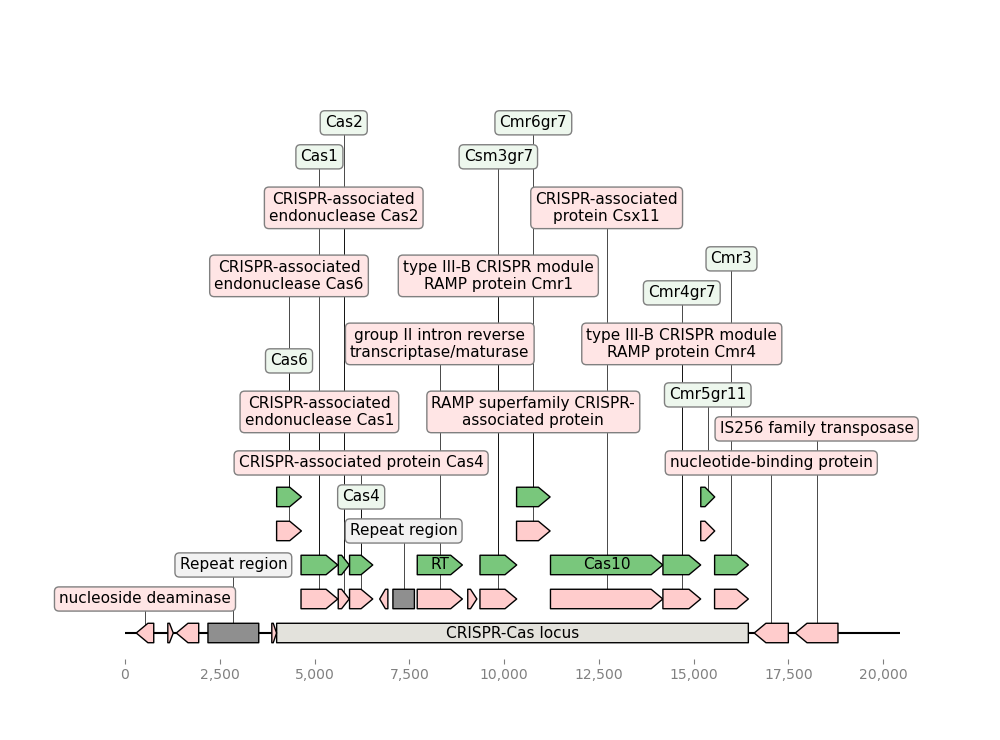 Cas2
Cmr6gr7
Cas1
Csm3gr7
CRISPR-associated
endonuclease Cas2
CRISPR-associated
protein Csx11
Cmr3
CRISPR-associated
endonuclease Cas6
type III-B CRISPR module
RAMP protein Cmr1
Cmr4gr7
group II intron reverse
transcriptase/maturase
type III-B CRISPR module
RAMP protein Cmr4
Cas6
Cmr5gr11
CRISPR-associated
endonuclease Cas1
RAMP superfamily CRISPR-
associated protein
IS256 family transposase
CRISPR-associated protein Cas4
nucleotide-binding protein
Cas4
Repeat region
Repeat region
RT
Cas10
nucleoside deaminase
CRISPR-Cas locus
0
2,500
5,000
7,500
10,000
12,500
15,000
17,500
20,000